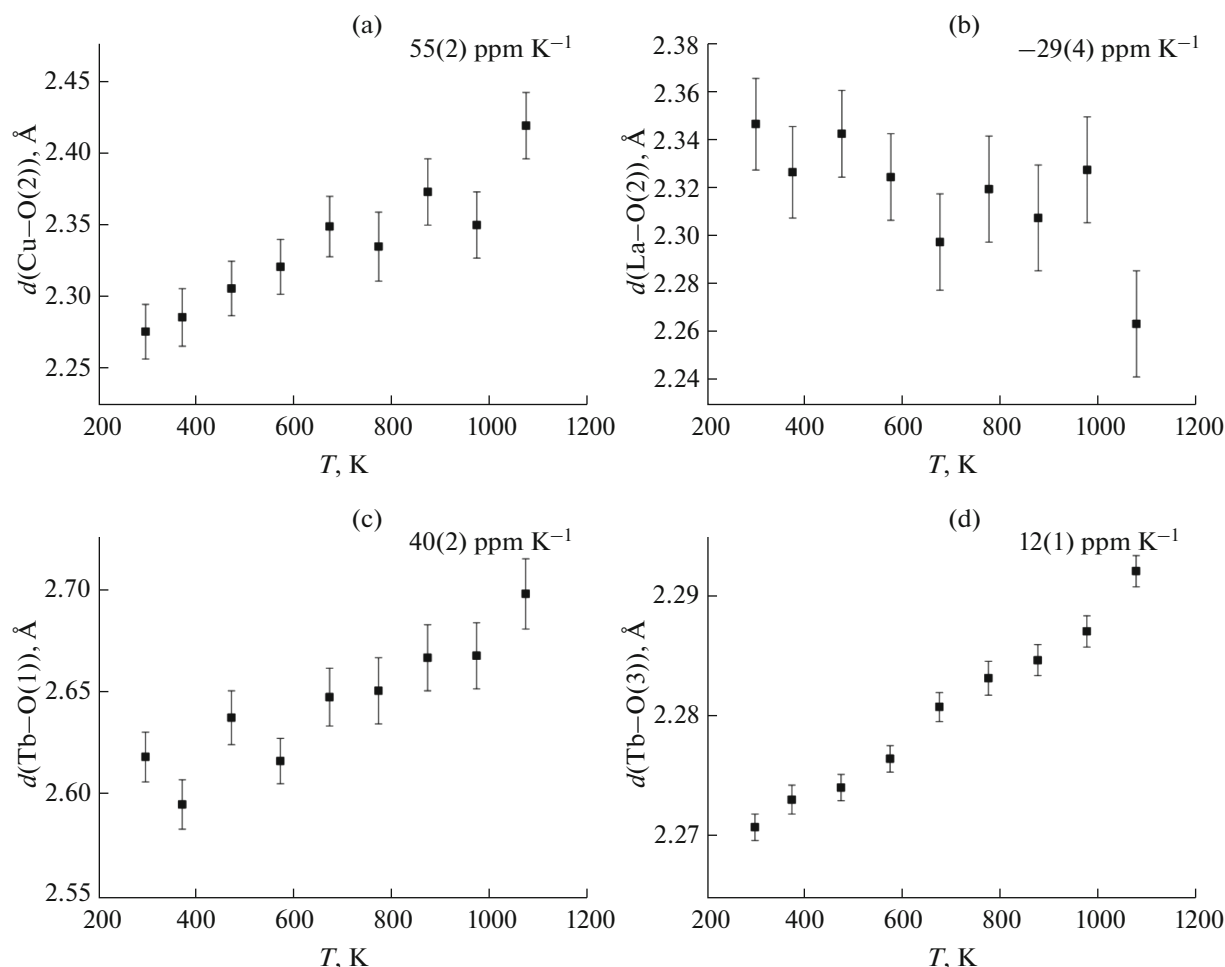 (a)
55(2) ppm K⁻¹
2.45
2.40
2.35
2.30
2.25
d(Cu–O(2)), Å
200 400 600 800 1000 1200
T, K
(b)
−29(4) ppm K⁻¹
2.38
2.36
2.34
2.32
2.30
2.28
2.26
2.24
d(La–O(2)), Å
200 400 600 800 1000 1200
T, K
(c)
40(2) ppm K⁻¹
2.70
2.65
2.60
2.55
d(Tb–O(1)), Å
200 400 600 800 1000 1200
T, K
(d)
12(1) ppm K⁻¹
2.29
2.28
2.27
d(Tb–O(3)), Å
200 400 600 800 1000 1200
T, K